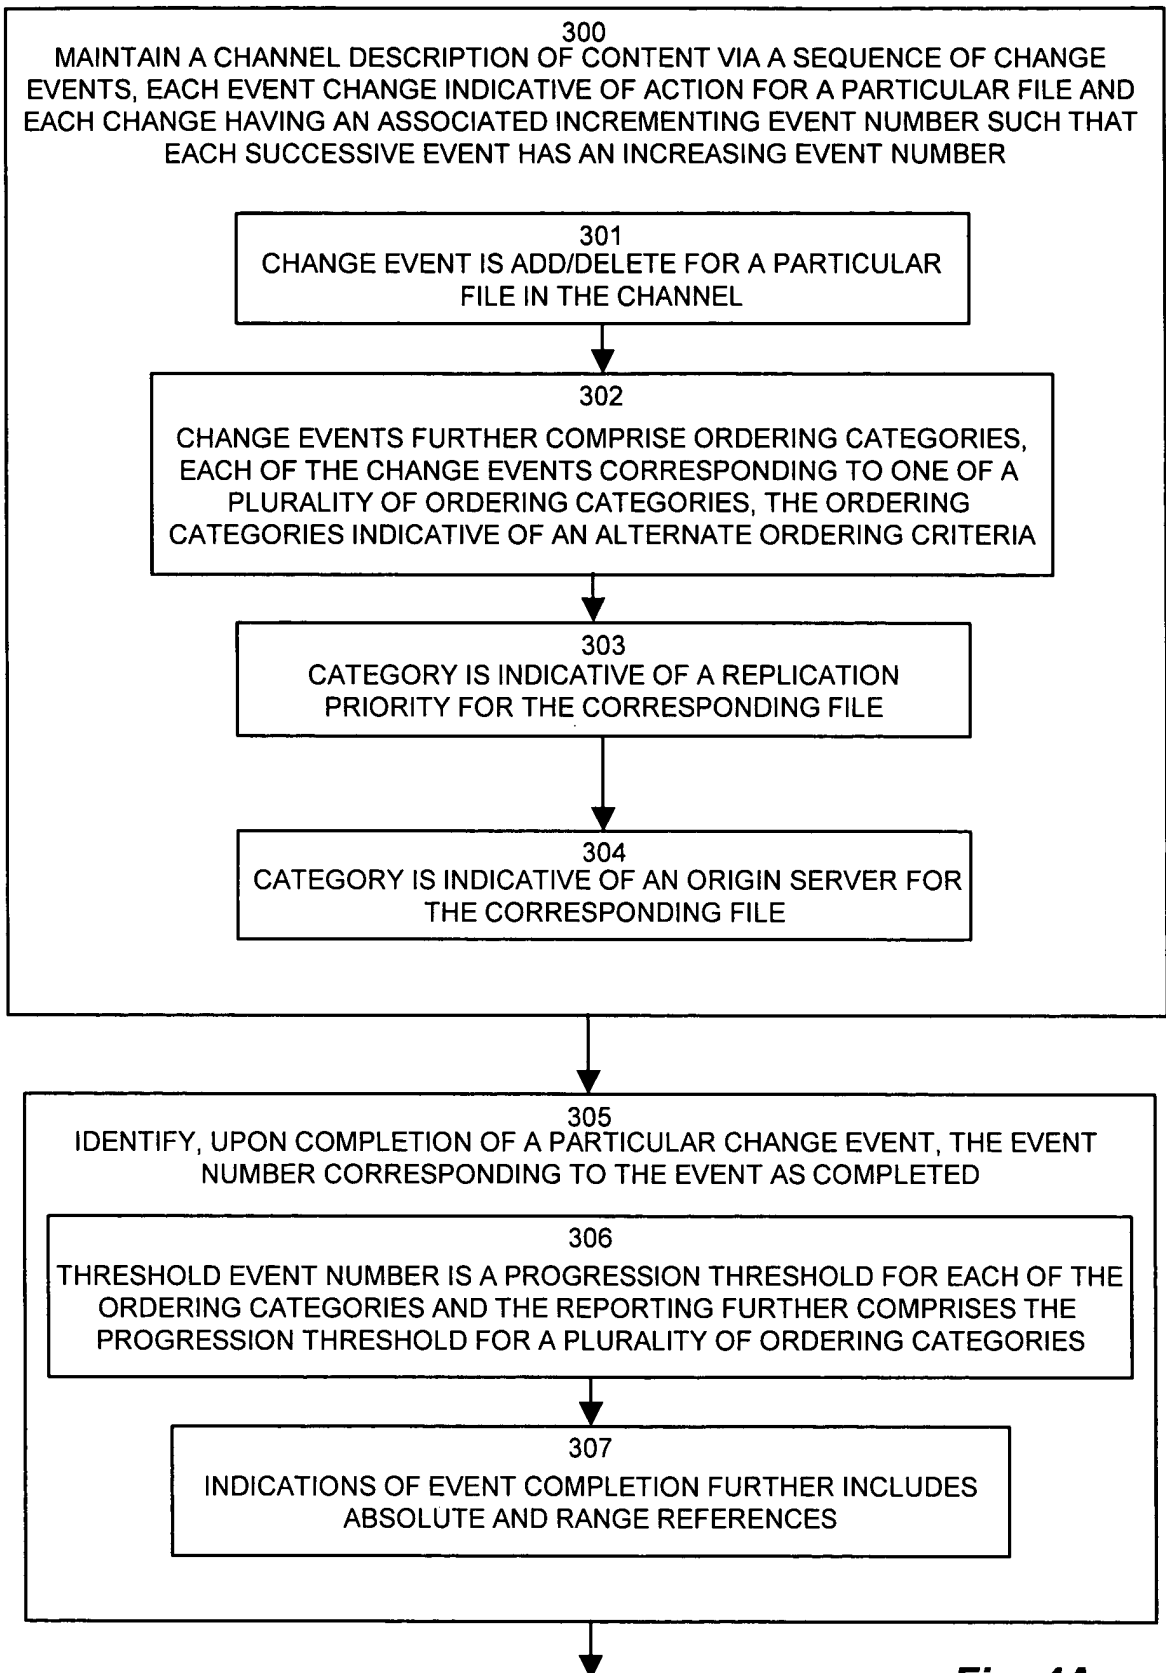 300
MAINTAIN A CHANNEL DESCRIPTION OF CONTENT VIA A SEQUENCE OF CHANGE
EVENTS, EACH EVENT CHANGE INDICATIVE OF ACTION FOR A PARTICULAR FILE AND
EACH CHANGE HAVING AN ASSOCIATED INCREMENTING EVENT NUMBER SUCH THAT
EACH SUCCESSIVE EVENT HAS AN INCREASING EVENT NUMBER
301
CHANGE EVENT IS ADD/DELETE FOR A PARTICULAR
FILE IN THE CHANNEL
302
CHANGE EVENTS FURTHER COMPRISE ORDERING CATEGORIES,
EACH OF THE CHANGE EVENTS CORRESPONDING TO ONE OF A
PLURALITY OF ORDERING CATEGORIES, THE ORDERING
CATEGORIES INDICATIVE OF AN ALTERNATE ORDERING CRITERIA
303
CATEGORY IS INDICATIVE OF A REPLICATION
PRIORITY FOR THE CORRESPONDING FILE
304
CATEGORY IS INDICATIVE OF AN ORIGIN SERVER FOR
THE CORRESPONDING FILE
305
IDENTIFY, UPON COMPLETION OF A PARTICULAR CHANGE EVENT, THE EVENT
NUMBER CORRESPONDING TO THE EVENT AS COMPLETED
306
THRESHOLD EVENT NUMBER IS A PROGRESSION THRESHOLD FOR EACH OF THE
ORDERING CATEGORIES AND THE REPORTING FURTHER COMPRISES THE
PROGRESSION THRESHOLD FOR A PLURALITY OF ORDERING CATEGORIES
307
INDICATIONS OF EVENT COMPLETION FURTHER INCLUDES
ABSOLUTE AND RANGE REFERENCES